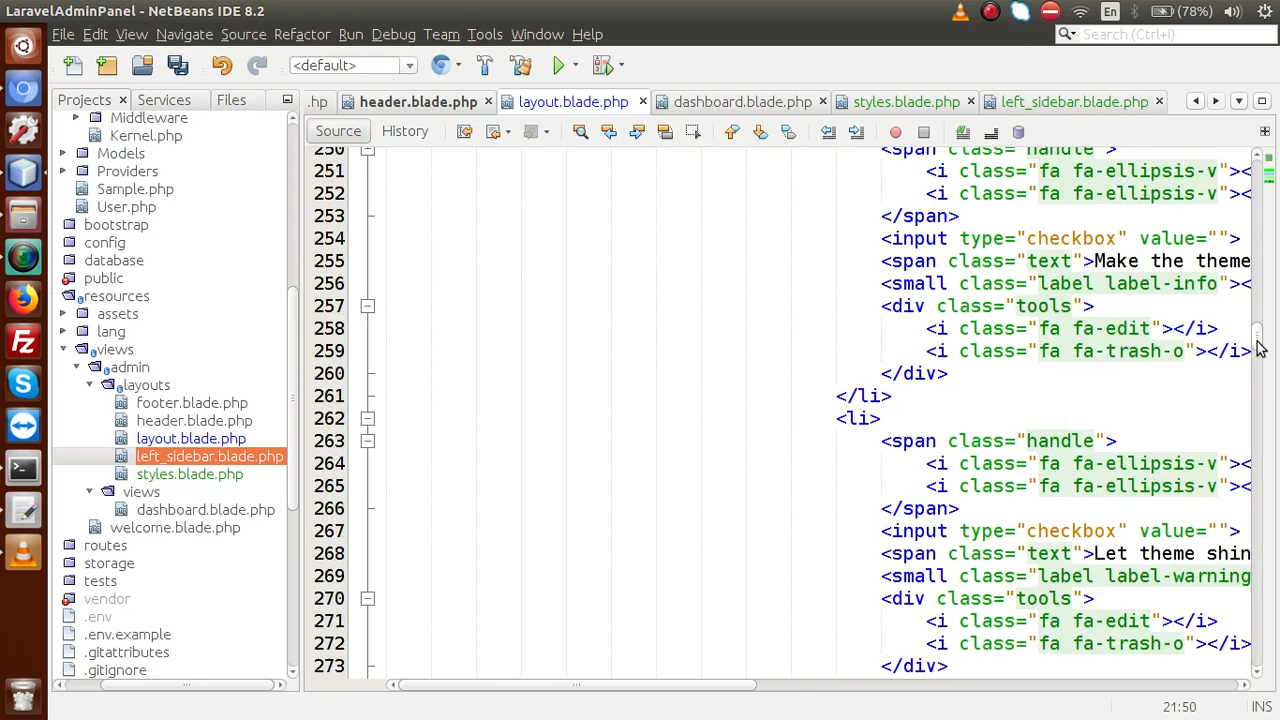 LaravelAdminPanel - NetBeans IDE 8.2
En
(78%)
File Edit View Navigate Source Refactor Run Debug Team Tools Window Help
Search (Ctrl+I)
<default>
Projects Services Files
.hp header.blade.php layout.blade.php dashboard.blade.php styles.blade.php left_sidebar.blade.php
Source History
Middleware
Kernel.php
Models
Providers
Sample.php
User.php
bootstrap
config
database
public
resources
assets
lang
views
admin
layouts
footer.blade.php
header.blade.php
layout.blade.php
left_sidebar.blade.php
styles.blade.php
views
dashboard.blade.php
welcome.blade.php
routes
storage
tests
vendor
.env
.env.example
.gitattributes
.gitignore
250 <span class="handle">
251 <i class="fa fa-ellipsis-v"><
252 <i class="fa fa-ellipsis-v"><
253 </span>
254 <input type="checkbox" value="">
255 <span class="text">Make the theme
256 <small class="label label-info"><
257 <div class="tools">
258 <i class="fa fa-edit"></i>
259 <i class="fa fa-trash-o"></i>
260 </div>
261 </li>
262 <li>
263 <span class="handle">
264 <i class="fa fa-ellipsis-v"><
265 <i class="fa fa-ellipsis-v"><
266 </span>
267 <input type="checkbox" value="">
268 <span class="text">Let theme shin
269 <small class="label label-warning
270 <div class="tools">
271 <i class="fa fa-edit"></i>
272 <i class="fa fa-trash-o"></i>
273 </div>
21:50 INS